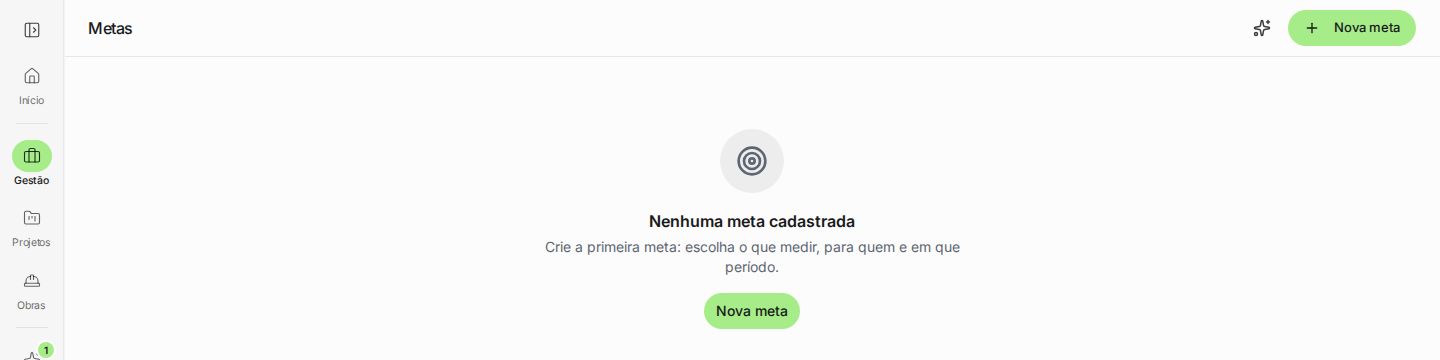 Metas
Nova meta
Início
Gestão
Projetos
Obras
1
Nenhuma meta cadastrada
Crie a primeira meta: escolha o que medir, para quem e em que
período.
Nova meta